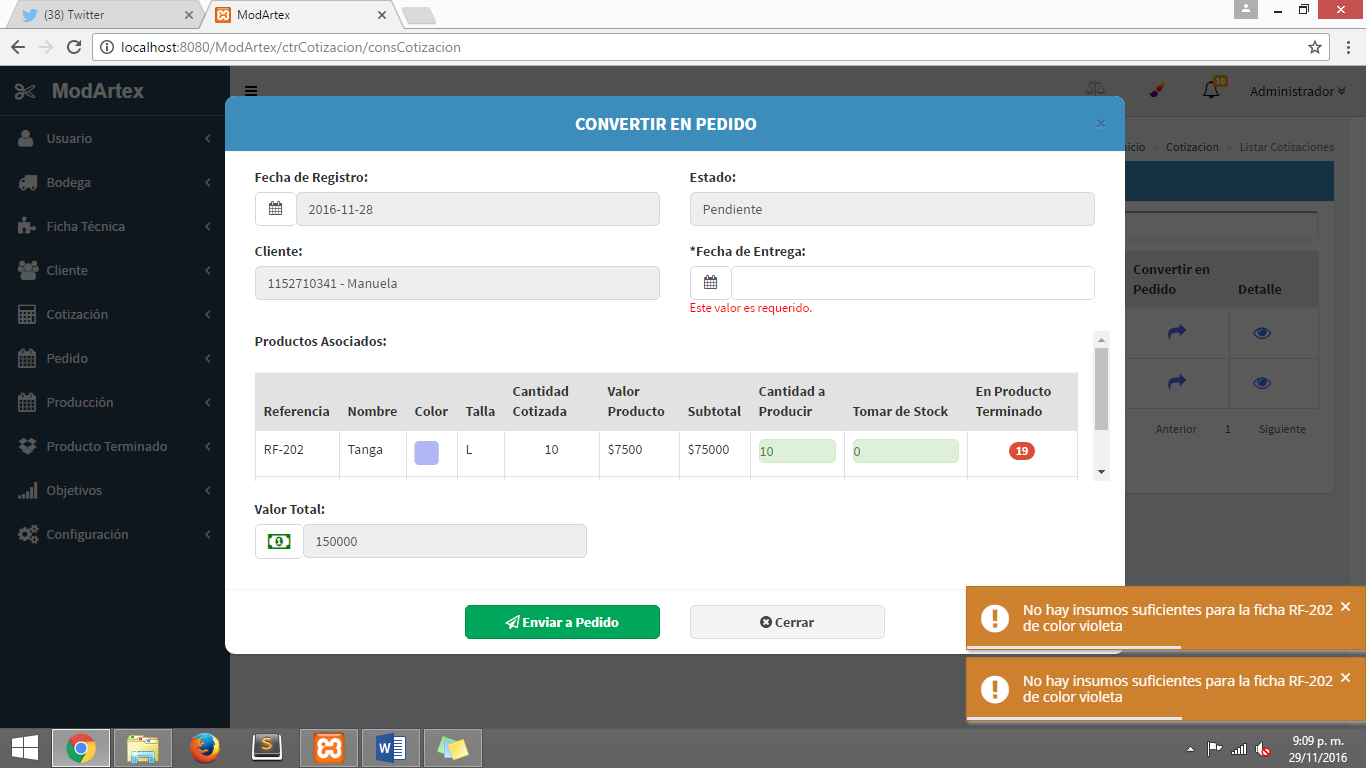 (38) Twitter
ModArtex
localhost:8080/ModArtex/ctrCotizacion/consCotizacion
ModArtex
10
Administrador
Usuario
Bodega
Ficha Técnica
Cliente
Cotización
Pedido
Producción
Producto Terminado
Objetivos
Configuración
nicio > Cotizacion > Listar Cotizaciones
Convertir en
Pedido
Detalle
Anterior 1 Siguiente
CONVERTIR EN PEDIDO ×
Fecha de Registro:
2016-11-28
Estado:
Pendiente
Cliente:
1152710341 - Manuela
*Fecha de Entrega:
Este valor es requerido.
Productos Asociados:
Referencia Nombre Color Talla Cantidad Cotizada Valor Producto Subtotal Cantidad a Producir Tomar de Stock En Producto Terminado
RF-202 Tanga L 10 $7500 $75000 10 0 19
Valor Total:
150000
Enviar a Pedido
Cerrar
No hay insumos suficientes para la ficha RF-202
de color violeta
No hay insumos suficientes para la ficha RF-202
de color violeta
9:09 p. m.
29/11/2016